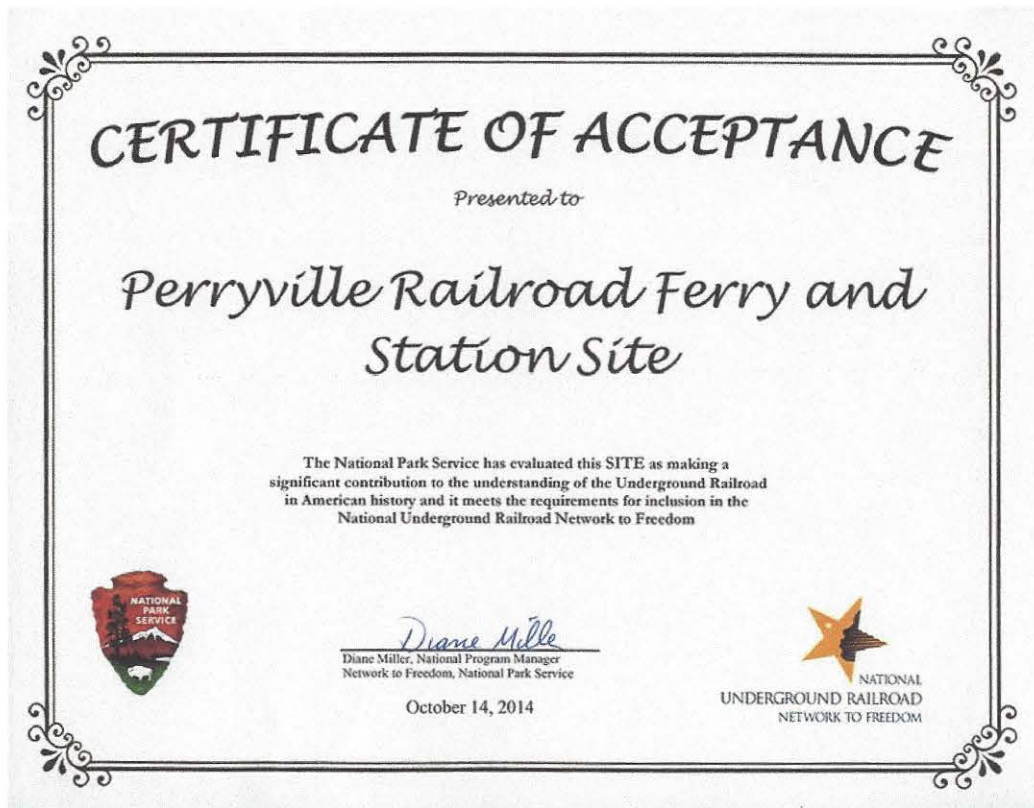 CERTIFICATE OF ACCEPTANCE
Presented to
Perryville Railroad Ferry and
Station Site
The National Park Service has evaluated this SITE as making a
significant contribution to the understanding of the Underground Railroad
in American history and it meets the requirements for inclusion in the
National Underground Railroad Network to Freedom
NATIONAL
PARK
SERVICE
Diane Mille
Diane Miller, National Program Manager
Network to Freedom, National Park Service
October 14, 2014
NATIONAL
UNDERGROUND RAILROAD
NETWORK TO FREEDOM